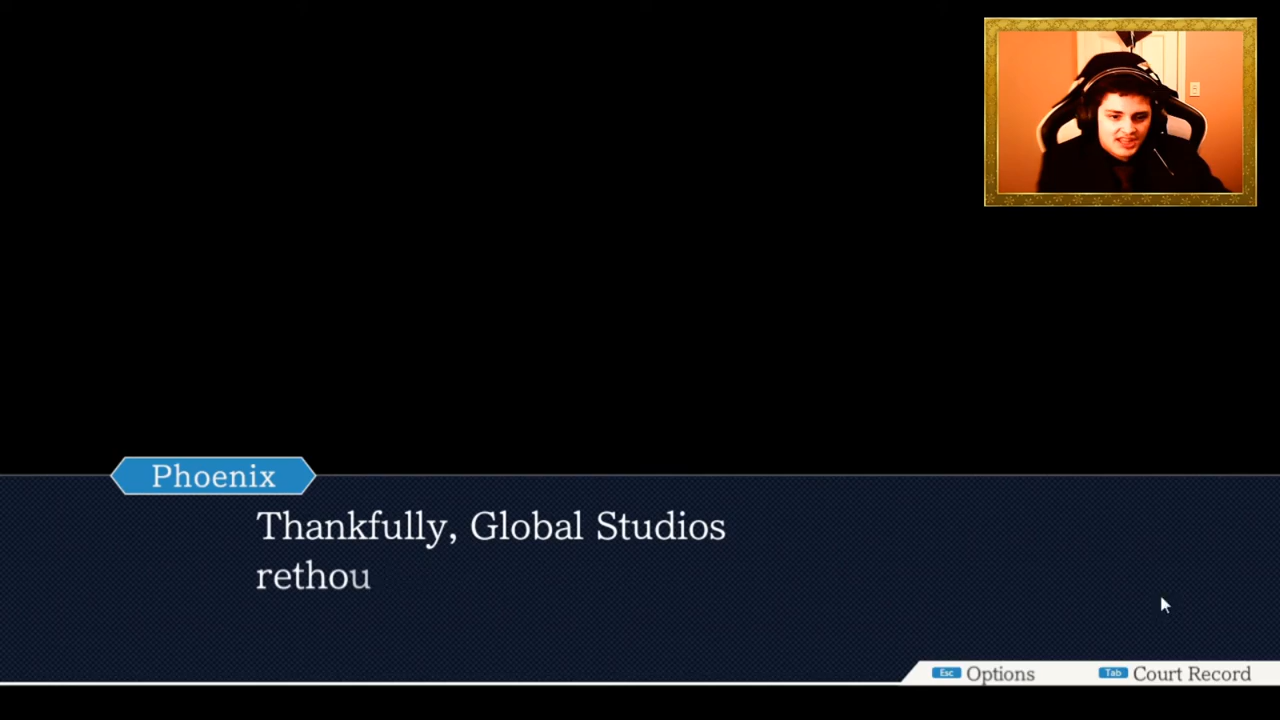 Phoenix
Thankfully, Global Studios
rethou
Esc Options Tab Court Record